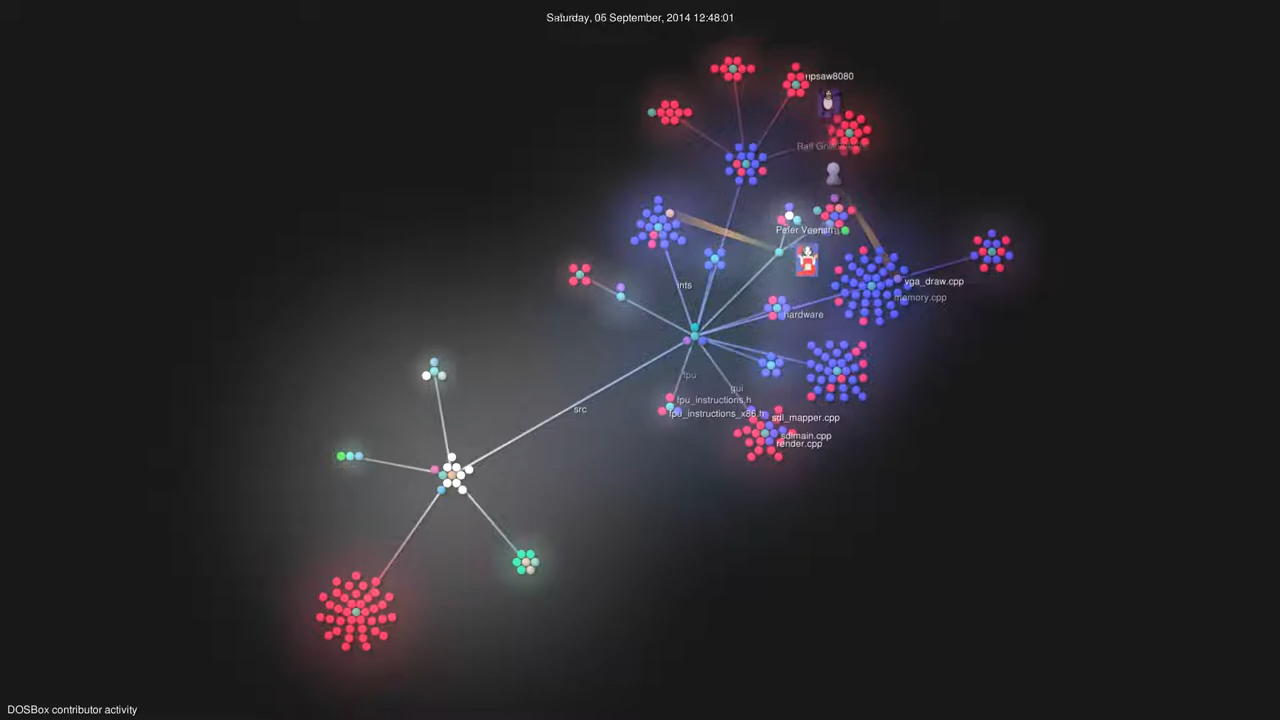 Saturday, 06 September, 2014 12:48:01
upsaw8080
Peter Veenstra
ints
vga_draw.cpp
memory.cpp
hardware
fpu
gui
fpu_instructions.h
src
fpu_instructions_x86.h
sdl_mapper.cpp
sdlmain.cpp
render.cpp
DOSBox contributor activity